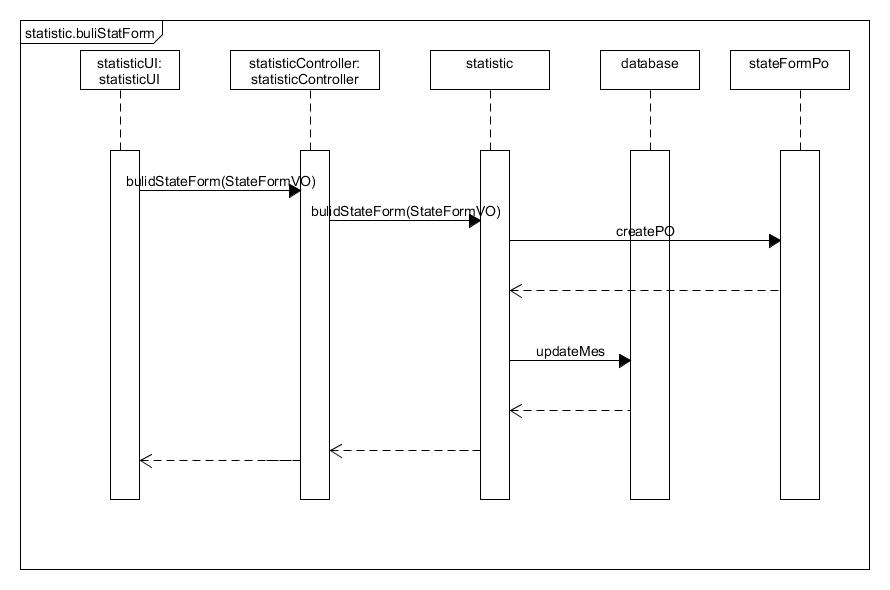 statistic.buliStatForm
statisticUI:
statisticUI
statisticController:
statisticController
statistic
database
stateFormPo
bulidStateForm(StateFormVO)
bulidStateForm(StateFormVO)
createPO
updateMes